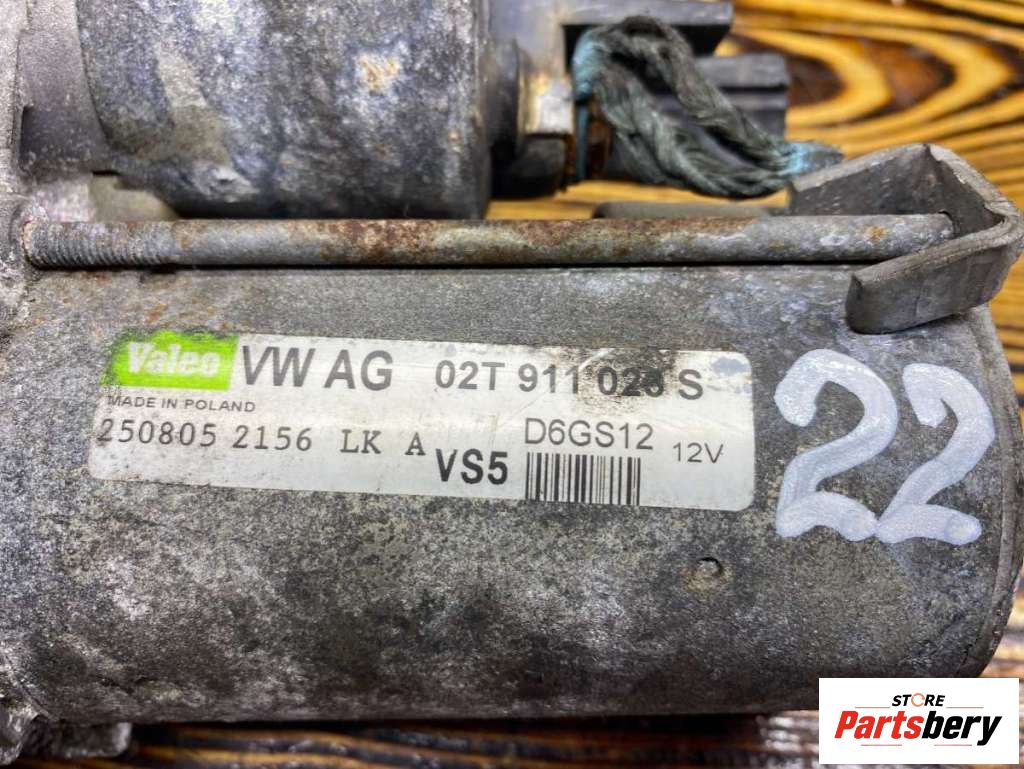 Valeo VW AG 02T 911 023 S
MADE IN POLAND
250805 2156 LK A VS5 D6GS12 12V
22
STORE
Partsbery